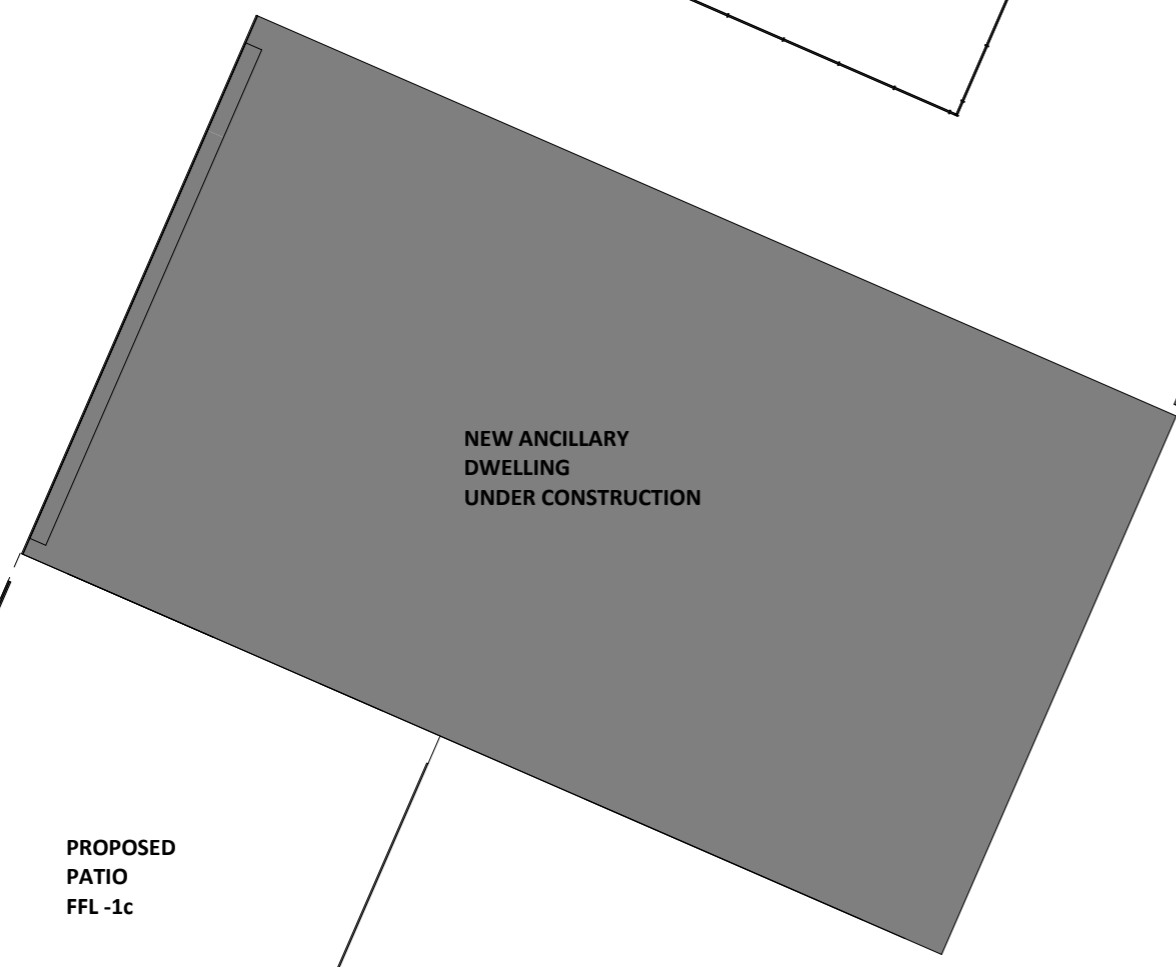 NEW ANCILLARY
DWELLING
UNDER CONSTRUCTION
PROPOSED
PATIO
FFL -1c